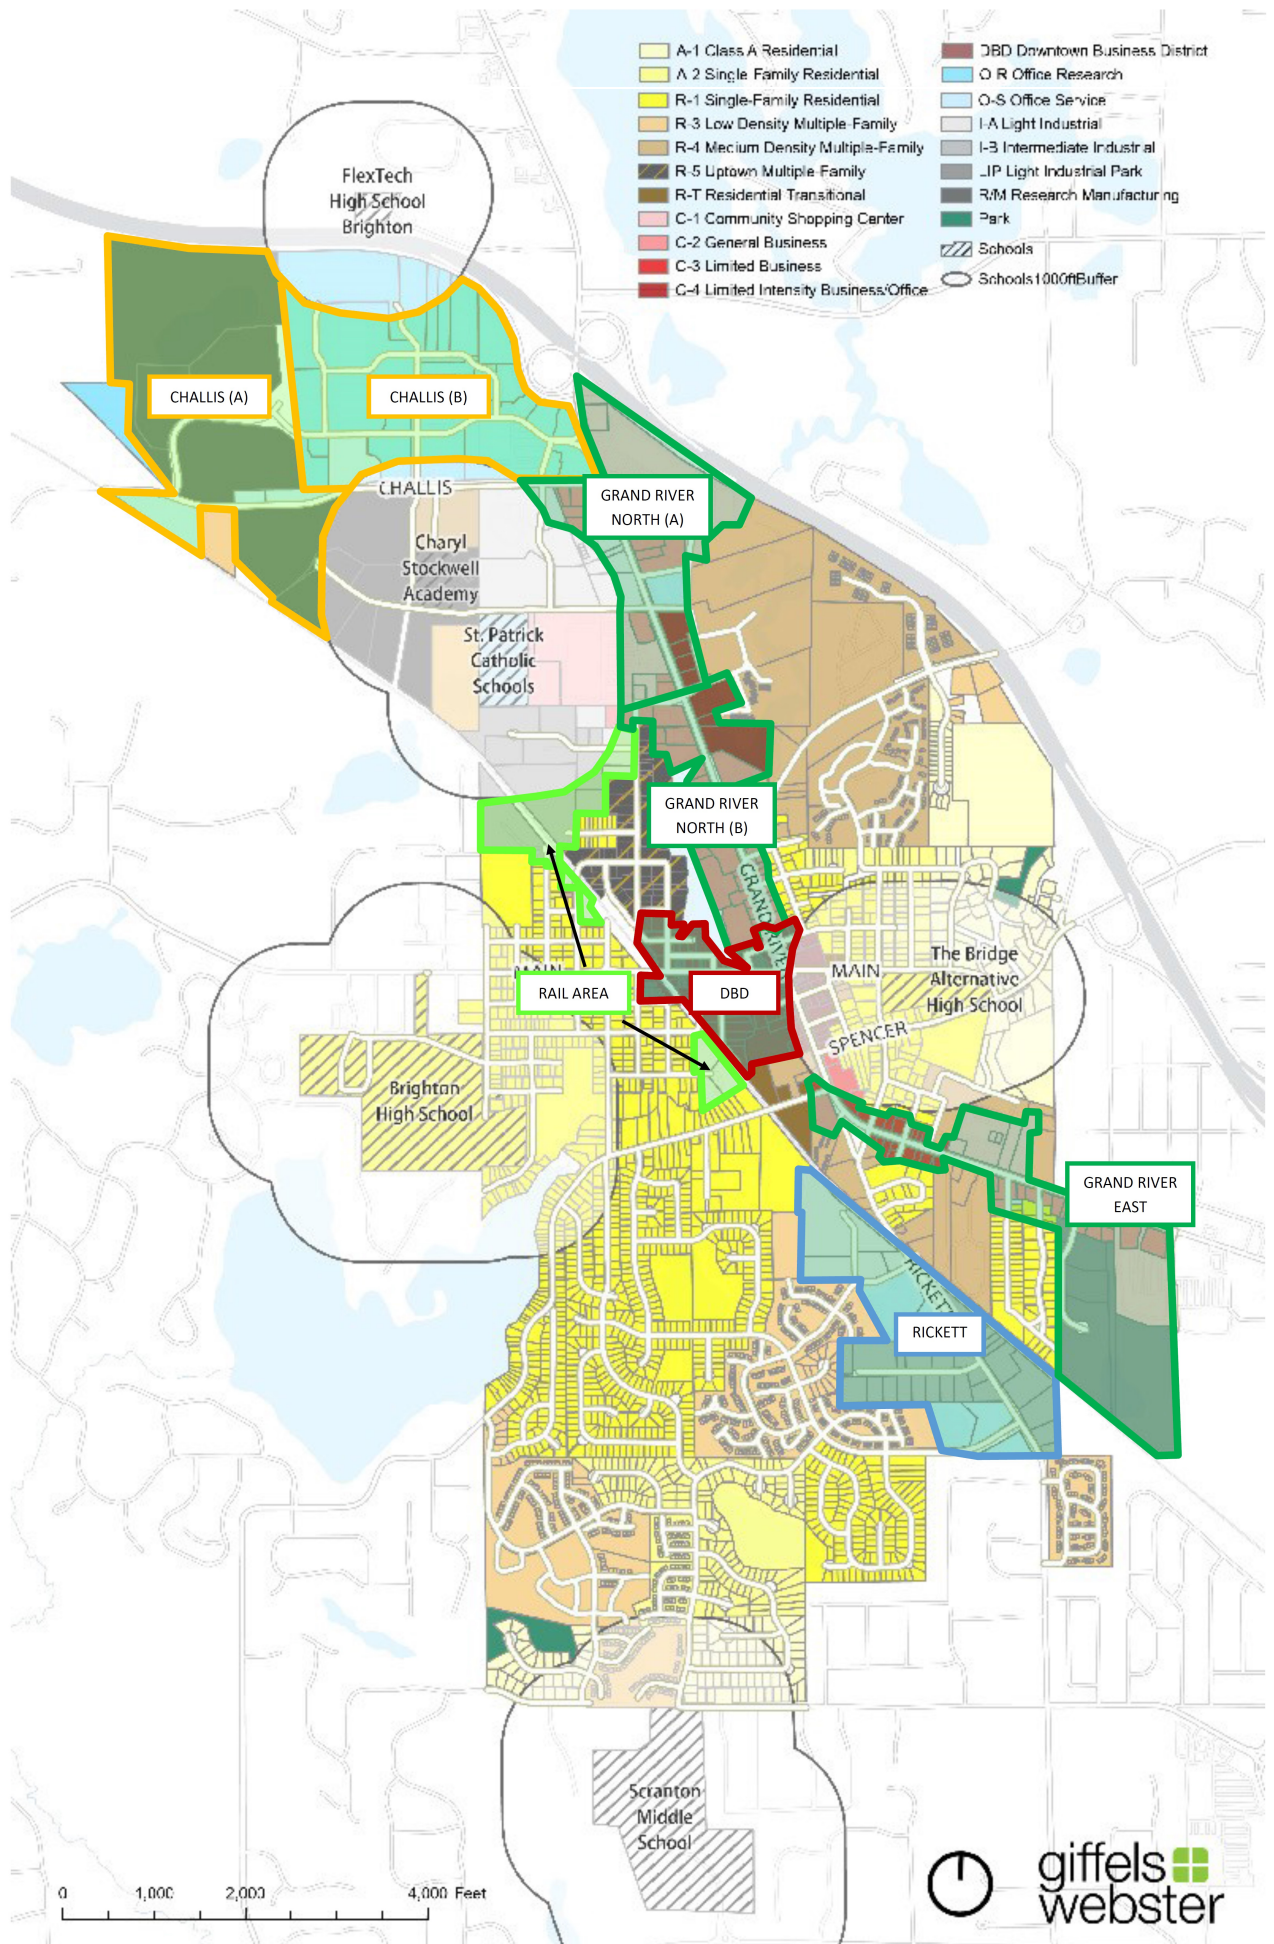 A-1 Class A Residential
A-2 Single Family Residential
R-1 Single-Family Residential
R-3 Low Density Multiple-Family
R-4 Medium Density Multiple-Family
R-5 Uptown Multiple-Family
R-T Residential Transitional
C-1 Community Shopping Center
C-2 General Business
C-3 Limited Business
C-4 Limited Intensity Business/Office
DBD Downtown Business District
O-R Office Research
O-S Office Service
I-A Light Industrial
I-B Intermediate Industrial
LIP Light Industrial Park
R/M Research Manufacturing
Park
Schools
Schools1000ftBuffer
FlexTech
High School
Brighton
CHALLIS (A)
CHALLIS (B)
CHALLIS
GRAND RIVER
NORTH (A)
Charyl
Stockwell
Academy
St. Patrick
Catholic
Schools
GRAND RIVER
NORTH (B)
GRAND RIVER
MAIN
MAIN
The Bridge
Alternative
High School
RAIL AREA
DBD
SPENCER
Brighton
High School
GRAND RIVER
EAST
RICKETT
RICKETT
Scranton
Middle
School
0 1,000 2,000 4,000 Feet
giffels
webster